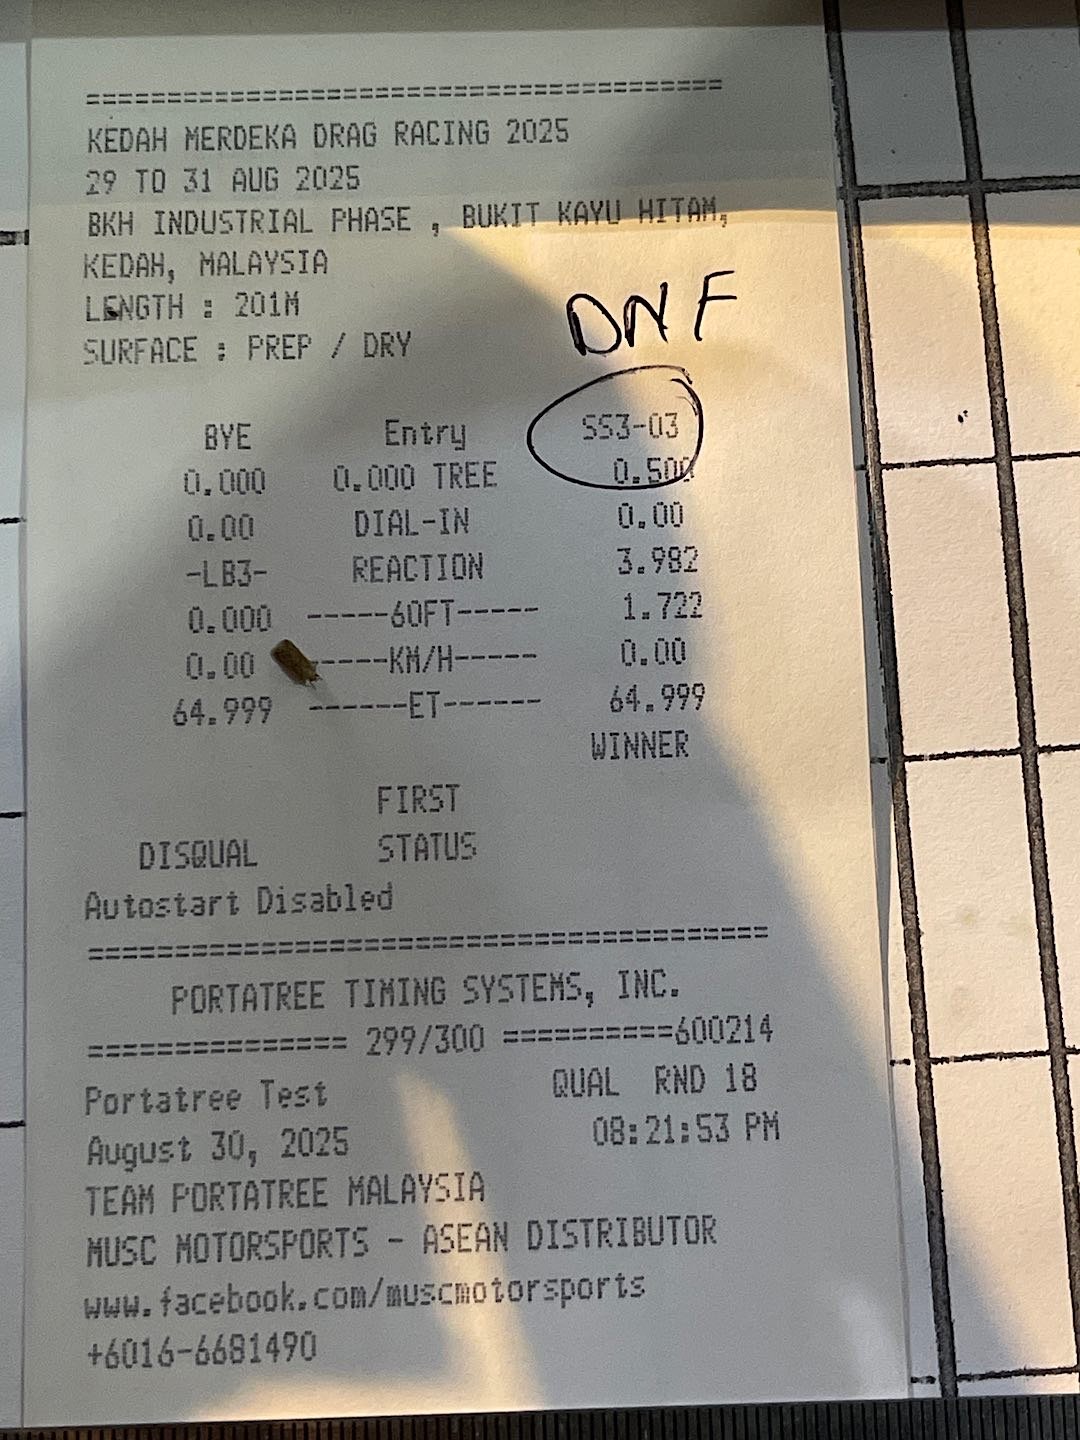 =======================================
KEDAH MERDEKA DRAG RACING 2025
29 TO 31 AUG 2025
BKH INDUSTRIAL PHASE , BUKIT KAYU HITAM,
KEDAH, MALAYSIA
LENGTH : 201M
SURFACE : PREP / DRY
DNF
BYE Entry SS3-03
0.000 0.000 TREE 0.500
0.00 DIAL-IN 0.00
-LB3- REACTION 3.982
0.000 -----60FT----- 1.722
0.00 -----KM/H----- 0.00
64.999 ------ET------ 64.999
WINNER
FIRST
DISQUAL STATUS
Autostart Disabled
=======================================
PORTATREE TIMING SYSTEMS, INC.
=============== 299/300 ==========600214
Portatree Test QUAL RND 18
August 30, 2025 08:21:53 PM
TEAM PORTATREE MALAYSIA
MUSC MOTORSPORTS - ASEAN DISTRIBUTOR
www.facebook.com/muscmotorsports
+6016-6681490